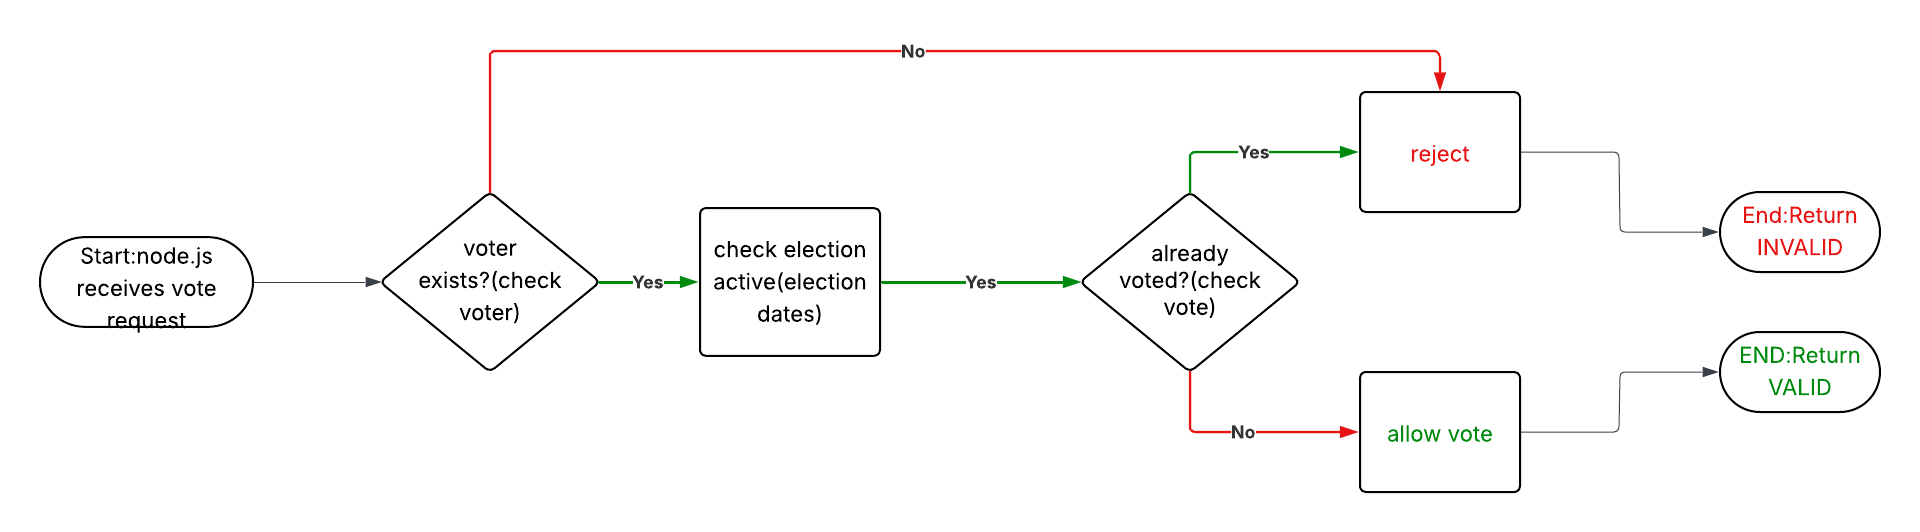 No
Yes
reject
Start:node.js
receives vote
request
voter
exists?(check
voter)
Yes
check election
active(election
dates)
Yes
already
voted?(check
vote)
End:Return
INVALID
END:Return
VALID
No
allow vote